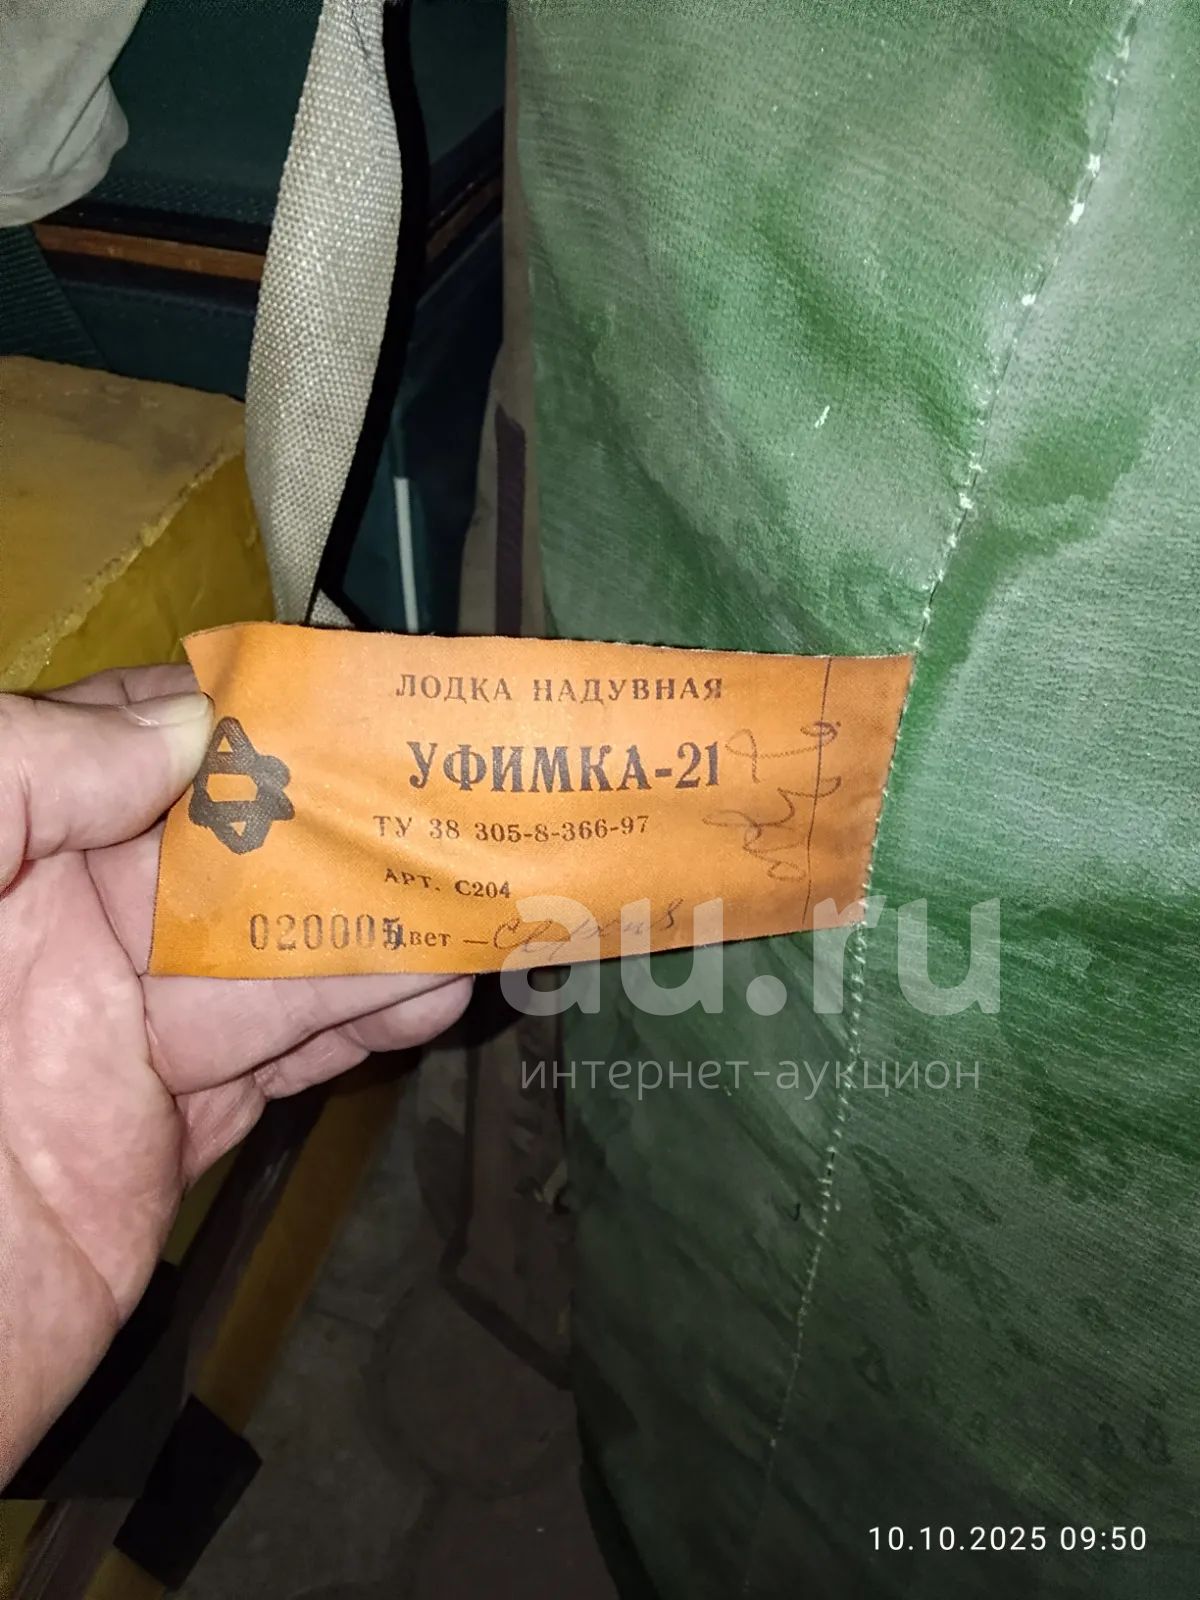 ЛОДКА НАДУВНАЯ
УФИМКА-21
ТУ 38 305-8-366-97
АРТ. С204
020005 Цвет —
au.ru
интернет-аукцион
10.10.2025 09:50